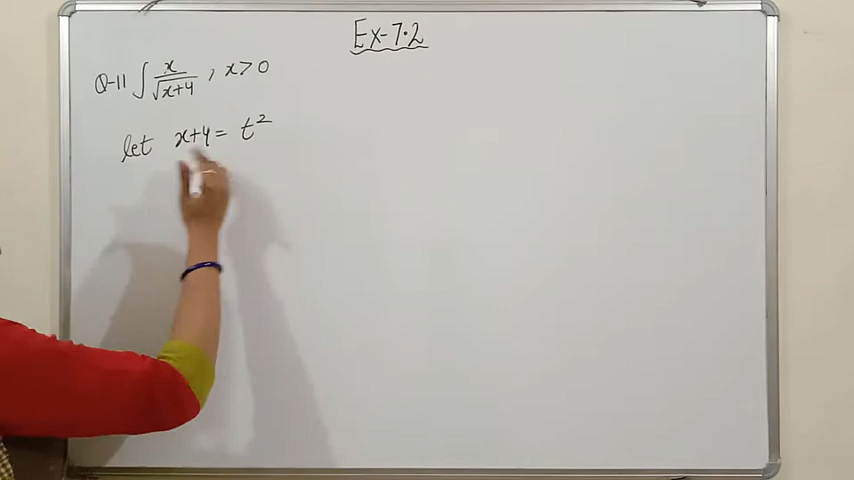 Ex-7.2
Q-11 ∫ x/√(x+4) , x>0
let x+4 = t²